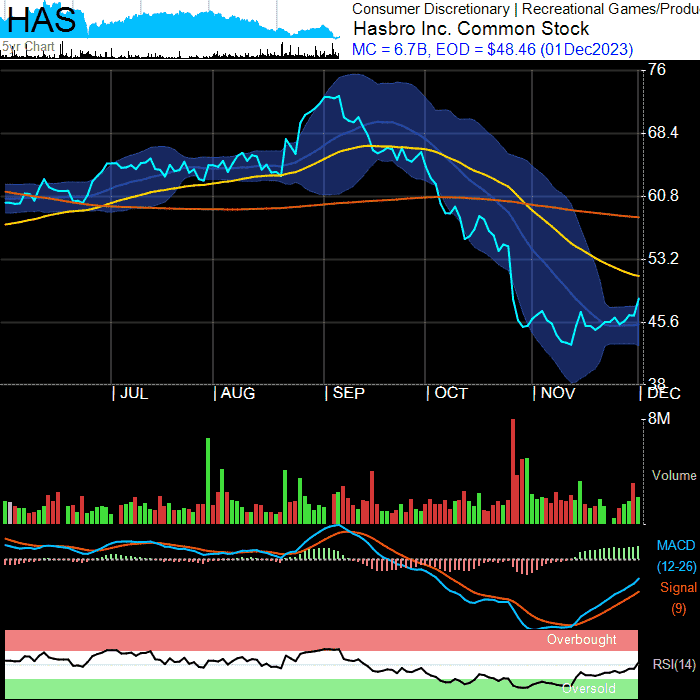 HAS
5yr Chart
Consumer Discretionary | Recreational Games/Produ
Hasbro Inc. Common Stock
MC = 6.7B, EOD = $48.46 (01Dec2023)
76
68.4
60.8
53.2
45.6
38
JUL
AUG
SEP
OCT
NOV
DEC
8M
Volume
MACD
(12-26)
Signal
(9)
Overbought
RSI(14)
Oversold